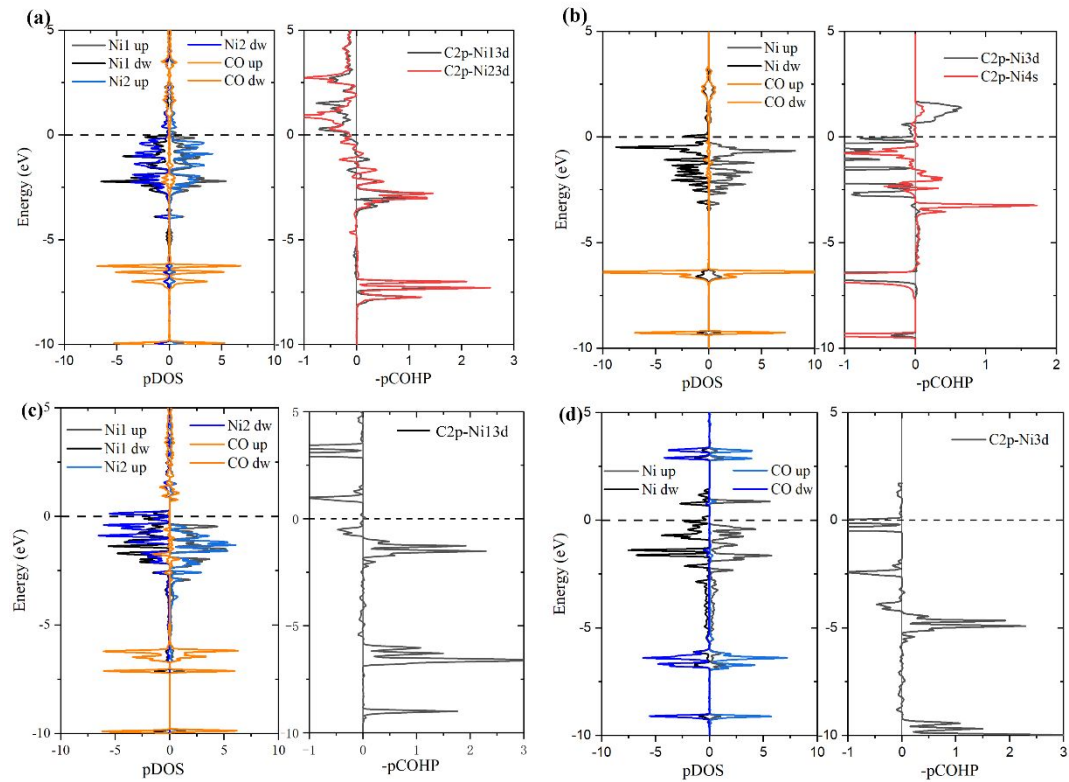 (a)
Ni1 up
Ni1 dw
Ni2 up
Ni2 dw
CO up
CO dw
5
0
-5
-10
Energy (eV)
-10 -5 0 5 10
pDOS
C2p-Ni13d
C2p-Ni23d
5
0
-5
-10
-1 0 1 2 3
-pCOHP
(b)
Ni up
Ni dw
CO up
CO dw
5
0
-5
-10
Energy (eV)
-10 -5 0 5 10
pDOS
C2p-Ni3d
C2p-Ni4s
5
0
-5
-10
-1 0 1 2
-pCOHP
(c)
Ni1 up
Ni1 dw
Ni2 up
Ni2 dw
CO up
CO dw
5
0
-5
-10
Energy (eV)
-10 -5 0 5 10
pDOS
C2p-Ni13d
5
0
-5
-10
-1 0 1 2 3
-pCOHP
(d)
Ni up
Ni dw
CO up
CO dw
5
0
-5
-10
Energy (eV)
-10 -5 0 5 10
pDOS
C2p-Ni3d
5
0
-5
-10
-1 0 1 2 3
-pCOHP